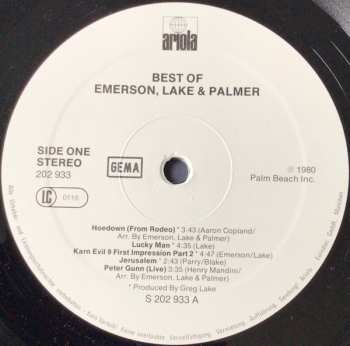 ariola
BEST OF
EMERSON, LAKE & PALMER
SIDE ONE
STEREO
202 933
GEMA
LC
0116
℗ 1980
Palm Beach Inc.
Hoedown (From Rodeo) * 3:43 (Aaron Copland/
Arr. By Emerson, Lake & Palmer)
Lucky Man * 4:35 (Lake)
Karn Evil 9 First Impression Part 2 * 4:47 (Emerson/Lake)
Jerusalem * 2:43 (Parry/Blake)
Peter Gunn (Live) 3:35 (Henry Mandini/
Arr. By Emerson, Lake & Palmer)
* Produced by Greg Lake
S 202 933 A